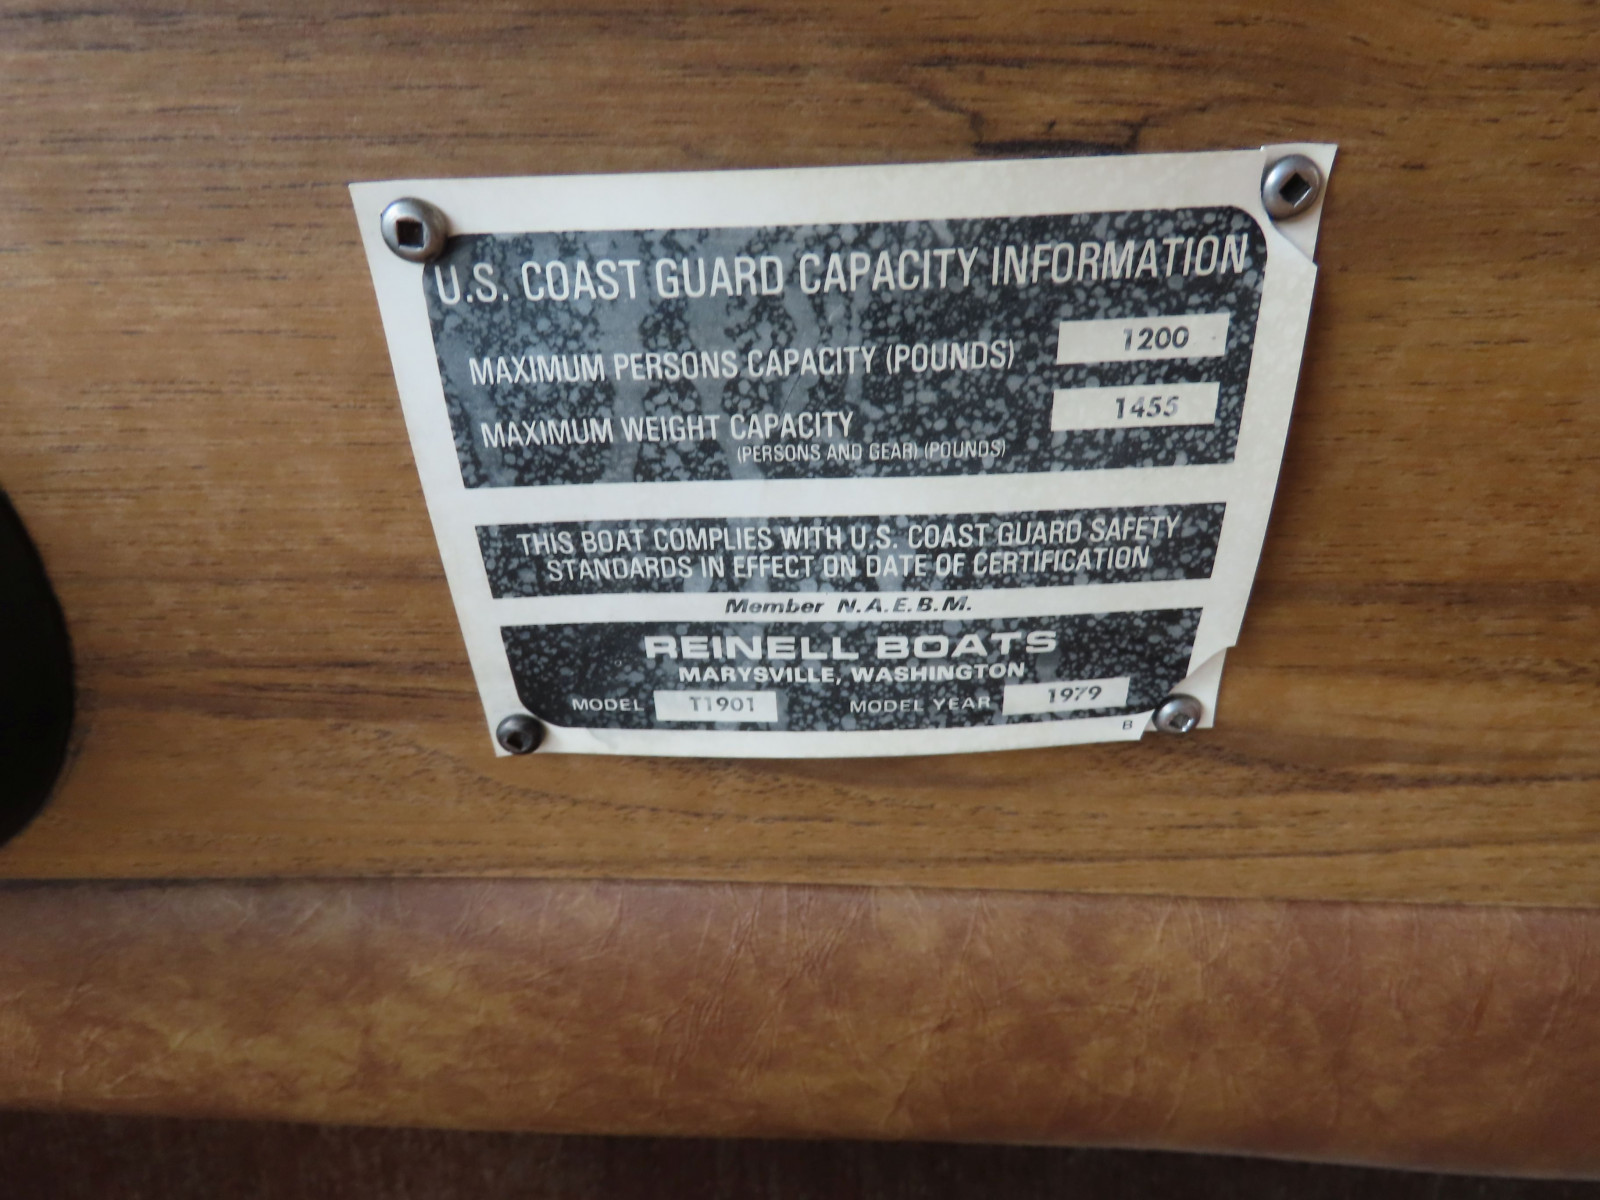 U.S. COAST GUARD CAPACITY INFORMATION
MAXIMUM PERSONS CAPACITY (POUNDS) 1200
MAXIMUM WEIGHT CAPACITY 1455
(PERSONS AND GEAR) (POUNDS)
THIS BOAT COMPLIES WITH U.S. COAST GUARD SAFETY
STANDARDS IN EFFECT ON DATE OF CERTIFICATION
Member N.A.E.B.M.
REINELL BOATS
MARYSVILLE, WASHINGTON
MODEL T1901 MODEL YEAR 1979
B